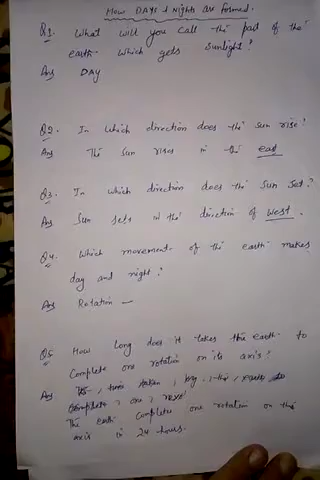 How DAYS & Nights are formed.
Q1. What will you call the part of the
earth which gets sunlight?
Ans DAY
Q2. In which direction does the sun rise?
Ans The sun rises in the east
Q3. In which direction does the sun set?
Ans Sun sets in the direction of west.
Q4. Which movement of the earth makes
day and night?
Ans Rotation
Q5 How long does it takes the earth to
complete one rotation on its axis?
Ans
The earth complete one rotation on the
axis in 24 hours.